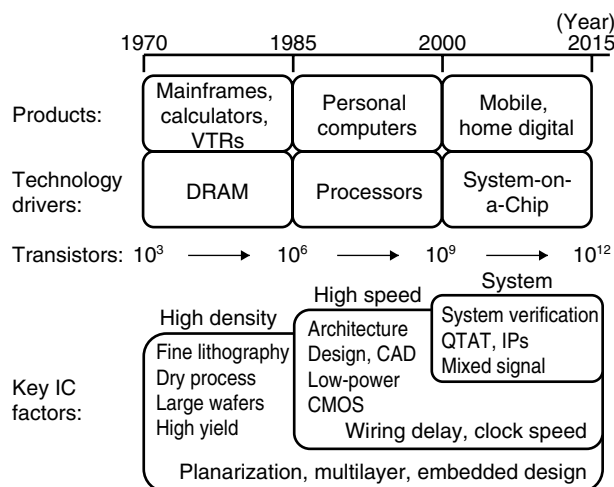 (Year)
1970 1985 2000 2015
Products:
Mainframes,
calculators,
VTRs
Personal
computers
Mobile,
home digital
Technology
drivers:
DRAM
Processors
System-on-
a-Chip
Transistors: 10³ → 10⁶ → 10⁹ → 10¹²
Key IC
factors:
High density
Fine lithography
Dry process
Large wafers
High yield
High speed
Architecture
Design, CAD
Low-power
CMOS
System
System verification
QTAT, IPs
Mixed signal
Wiring delay, clock speed
Planarization, multilayer, embedded design